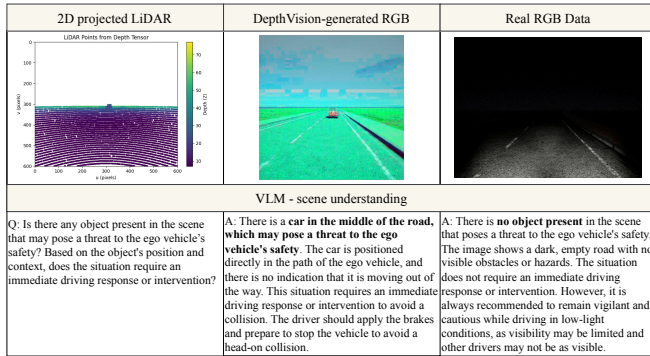 2D projected LiDAR
DepthVision-generated RGB
Real RGB Data
LiDAR Points from Depth Tensor
0
100
200
300
400
500
600
v (pixels)
0 100 200 300 400 500 600
u (pixels)
70
60
50
40
30
20
10
Depth (Z)
VLM - scene understanding
Q: Is there any object present in the scene
that may pose a threat to the ego vehicle's
safety? Based on the object's position and
context, does the situation require an
immediate driving response or intervention?
A: There is a car in the middle of the road,
which may pose a threat to the ego
vehicle's safety. The car is positioned
directly in the path of the ego vehicle, and
there is no indication that it is moving out of
the way. This situation requires an immediate
driving response or intervention to avoid a
collision. The driver should apply the brakes
and prepare to stop the vehicle to avoid a
head-on collision.
A: There is no object present in the scene
that poses a threat to the ego vehicle's safety.
The image shows a dark, empty road with no
visible obstacles or hazards. The situation
does not require an immediate driving
response or intervention. However, it is
always recommended to remain vigilant and
cautious while driving in low-light
conditions, as visibility may be limited and
other drivers may not be as visible.